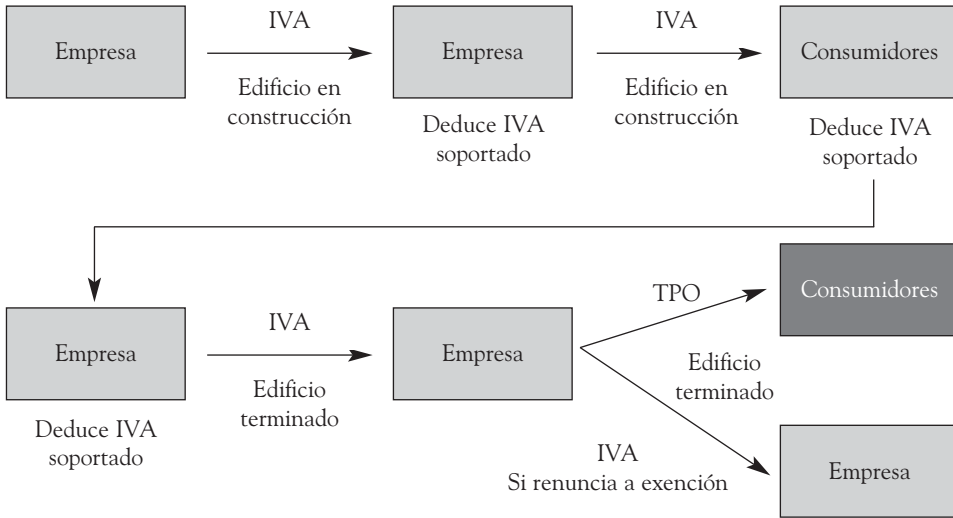 IVA
IVA
Empresa
Empresa
Consumidores
Edificio en
construcción
Edificio en
construcción
Deduce IVA
soportado
Deduce IVA
soportado
Consumidores
TPO
IVA
Empresa
Empresa
Edificio
terminado
Edificio
terminado
Deduce IVA
soportado
IVA
Si renuncia a exención
Empresa